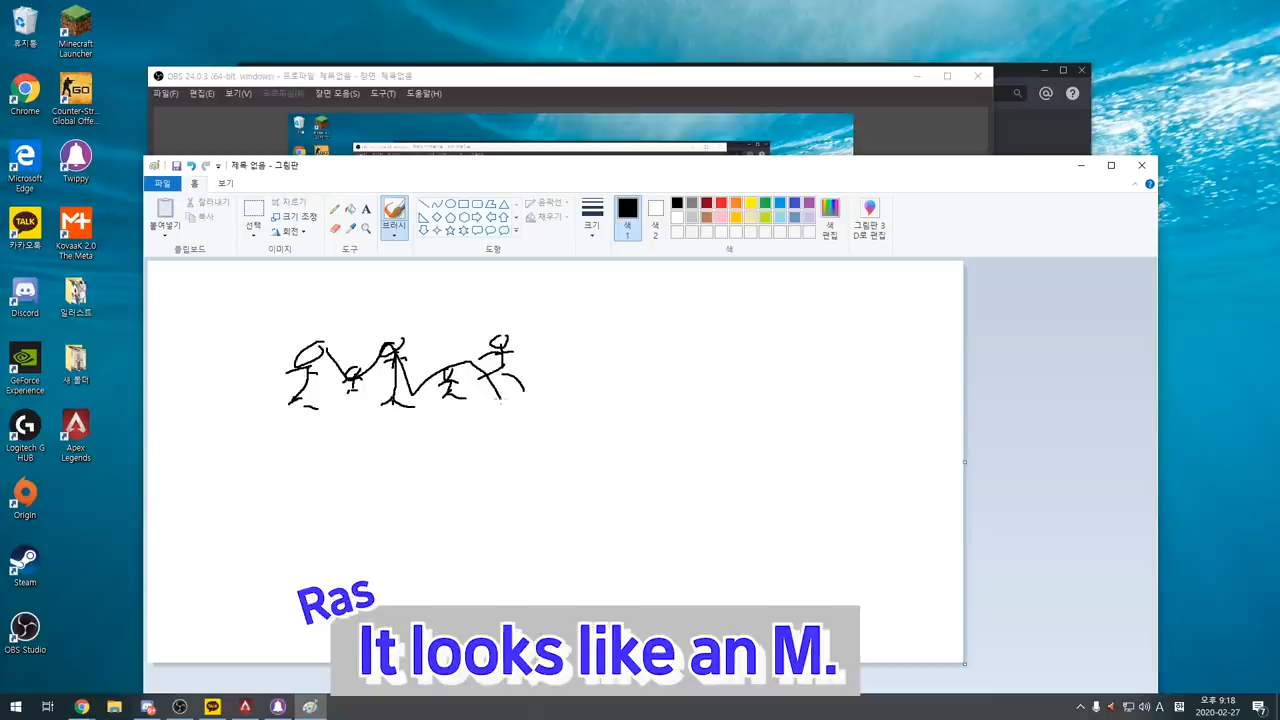 휴지통
Minecraft
Launcher
Chrome
Counter-Str...
Global Offe...
Microsoft
Edge
Twippy
카카오톡
KovaaK 2.0
The Meta
Discord
일러스트
GeForce
Experience
새 폴더
Logitech G
HUB
Apex
Legends
Origin
Steam
OBS Studio
OBS 24.0.3 (64-bit, windows) - 프로파일: 제목없음 - 장면: 제목없음
파일(F) 편집(E) 보기(V) 프로파일(P) 장면 모음(S) 도구(T) 도움말(H)
제목 없음 - 그림판
파일 홈 보기
붙여넣기
잘라내기
복사
클립보드
선택
자르기
크기 조정
회전
이미지
A
도구
브러시
윤곽선
채우기
도형
크기
색
1
색
2
색
편집
색
그림판 3
D로 편집
Ras
It looks like an M.
A
오후 9:18
2020-02-27
7